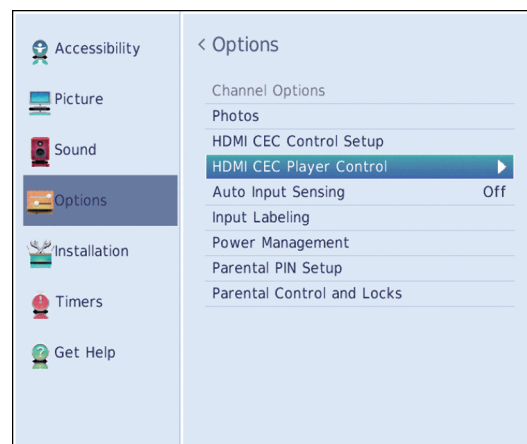 Accessibility
Picture
Sound
Options
Installation
Timers
Get Help
< Options
Channel Options
Photos
HDMI CEC Control Setup
HDMI CEC Player Control
Auto Input Sensing Off
Input Labeling
Power Management
Parental PIN Setup
Parental Control and Locks